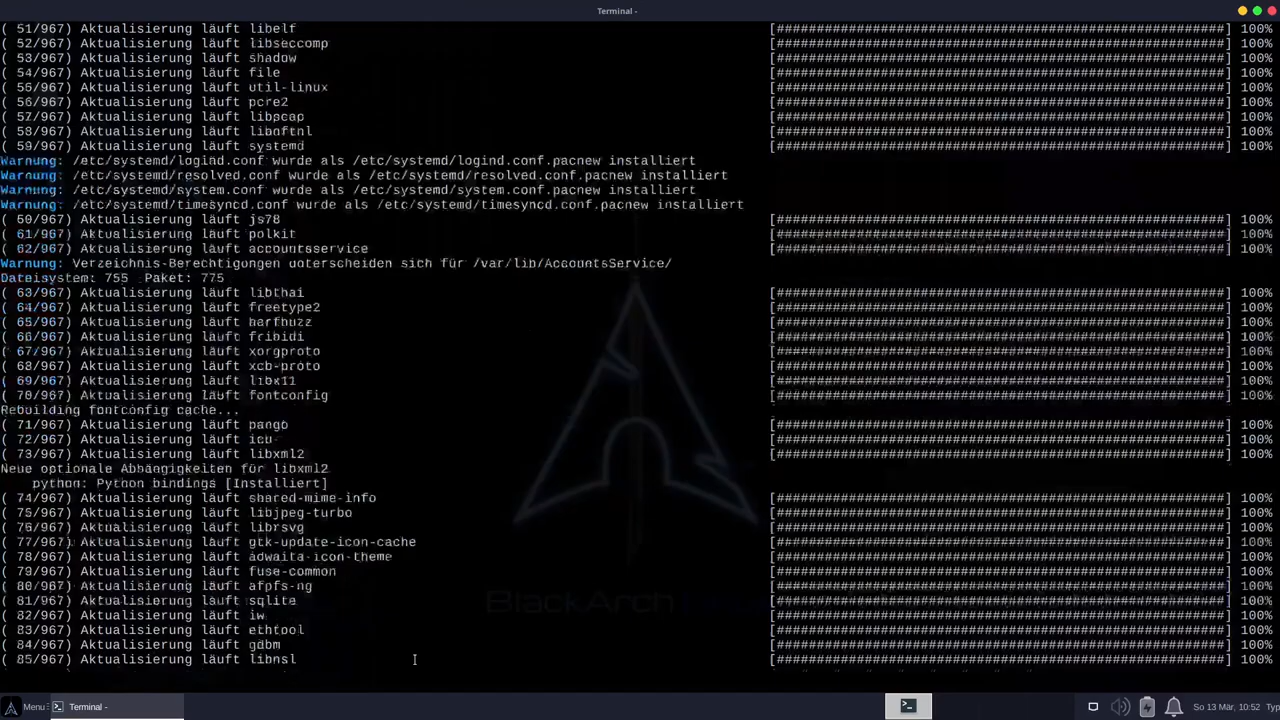 Terminal -
( 51/967) Aktualisierung läuft libelf [########################################################] 100%
( 52/967) Aktualisierung läuft libseccomp [########################################################] 100%
( 53/967) Aktualisierung läuft shadow [########################################################] 100%
( 54/967) Aktualisierung läuft file [########################################################] 100%
( 55/967) Aktualisierung läuft util-linux [########################################################] 100%
( 56/967) Aktualisierung läuft pcre2 [########################################################] 100%
( 57/967) Aktualisierung läuft libpcap [########################################################] 100%
( 58/967) Aktualisierung läuft libnftnl [########################################################] 100%
( 59/967) Aktualisierung läuft systemd [########################################################] 100%
Warnung: /etc/systemd/logind.conf wurde als /etc/systemd/logind.conf.pacnew installiert
Warnung: /etc/systemd/resolved.conf wurde als /etc/systemd/resolved.conf.pacnew installiert
Warnung: /etc/systemd/system.conf wurde als /etc/systemd/system.conf.pacnew installiert
Warnung: /etc/systemd/timesyncd.conf wurde als /etc/systemd/timesyncd.conf.pacnew installiert
( 60/967) Aktualisierung läuft js78 [########################################################] 100%
( 61/967) Aktualisierung läuft polkit [########################################################] 100%
( 62/967) Aktualisierung läuft accountsservice [########################################################] 100%
Warnung: Verzeichnis-Berechtigungen unterscheiden sich für /var/lib/AccountsService/
Dateisystem: 755  Paket: 775
( 63/967) Aktualisierung läuft libthai [########################################################] 100%
( 64/967) Aktualisierung läuft freetype2 [########################################################] 100%
( 65/967) Aktualisierung läuft harfbuzz [########################################################] 100%
( 66/967) Aktualisierung läuft fribidi [########################################################] 100%
( 67/967) Aktualisierung läuft xorgproto [########################################################] 100%
( 68/967) Aktualisierung läuft xcb-proto [########################################################] 100%
( 69/967) Aktualisierung läuft libx11 [########################################################] 100%
( 70/967) Aktualisierung läuft fontconfig [########################################################] 100%
Rebuilding fontconfig cache...
( 71/967) Aktualisierung läuft pango [########################################################] 100%
( 72/967) Aktualisierung läuft icu [########################################################] 100%
( 73/967) Aktualisierung läuft libxml2 [########################################################] 100%
Neue optionale Abhängigkeiten für libxml2
python: Python bindings [Installiert]
( 74/967) Aktualisierung läuft shared-mime-info [########################################################] 100%
( 75/967) Aktualisierung läuft libjpeg-turbo [########################################################] 100%
( 76/967) Aktualisierung läuft librsvg [########################################################] 100%
( 77/967) Aktualisierung läuft gtk-update-icon-cache [########################################################] 100%
( 78/967) Aktualisierung läuft adwaita-icon-theme [########################################################] 100%
( 79/967) Aktualisierung läuft fuse-common [########################################################] 100%
( 80/967) Aktualisierung läuft afpfs-ng [########################################################] 100%
( 81/967) Aktualisierung läuft sqlite [########################################################] 100%
( 82/967) Aktualisierung läuft iw [########################################################] 100%
( 83/967) Aktualisierung läuft ethtool [########################################################] 100%
( 84/967) Aktualisierung läuft gdbm [########################################################] 100%
( 85/967) Aktualisierung läuft libnsl [########################################################] 100%
BlackArch
Menu
Terminal -
So 13 Mär, 10:52